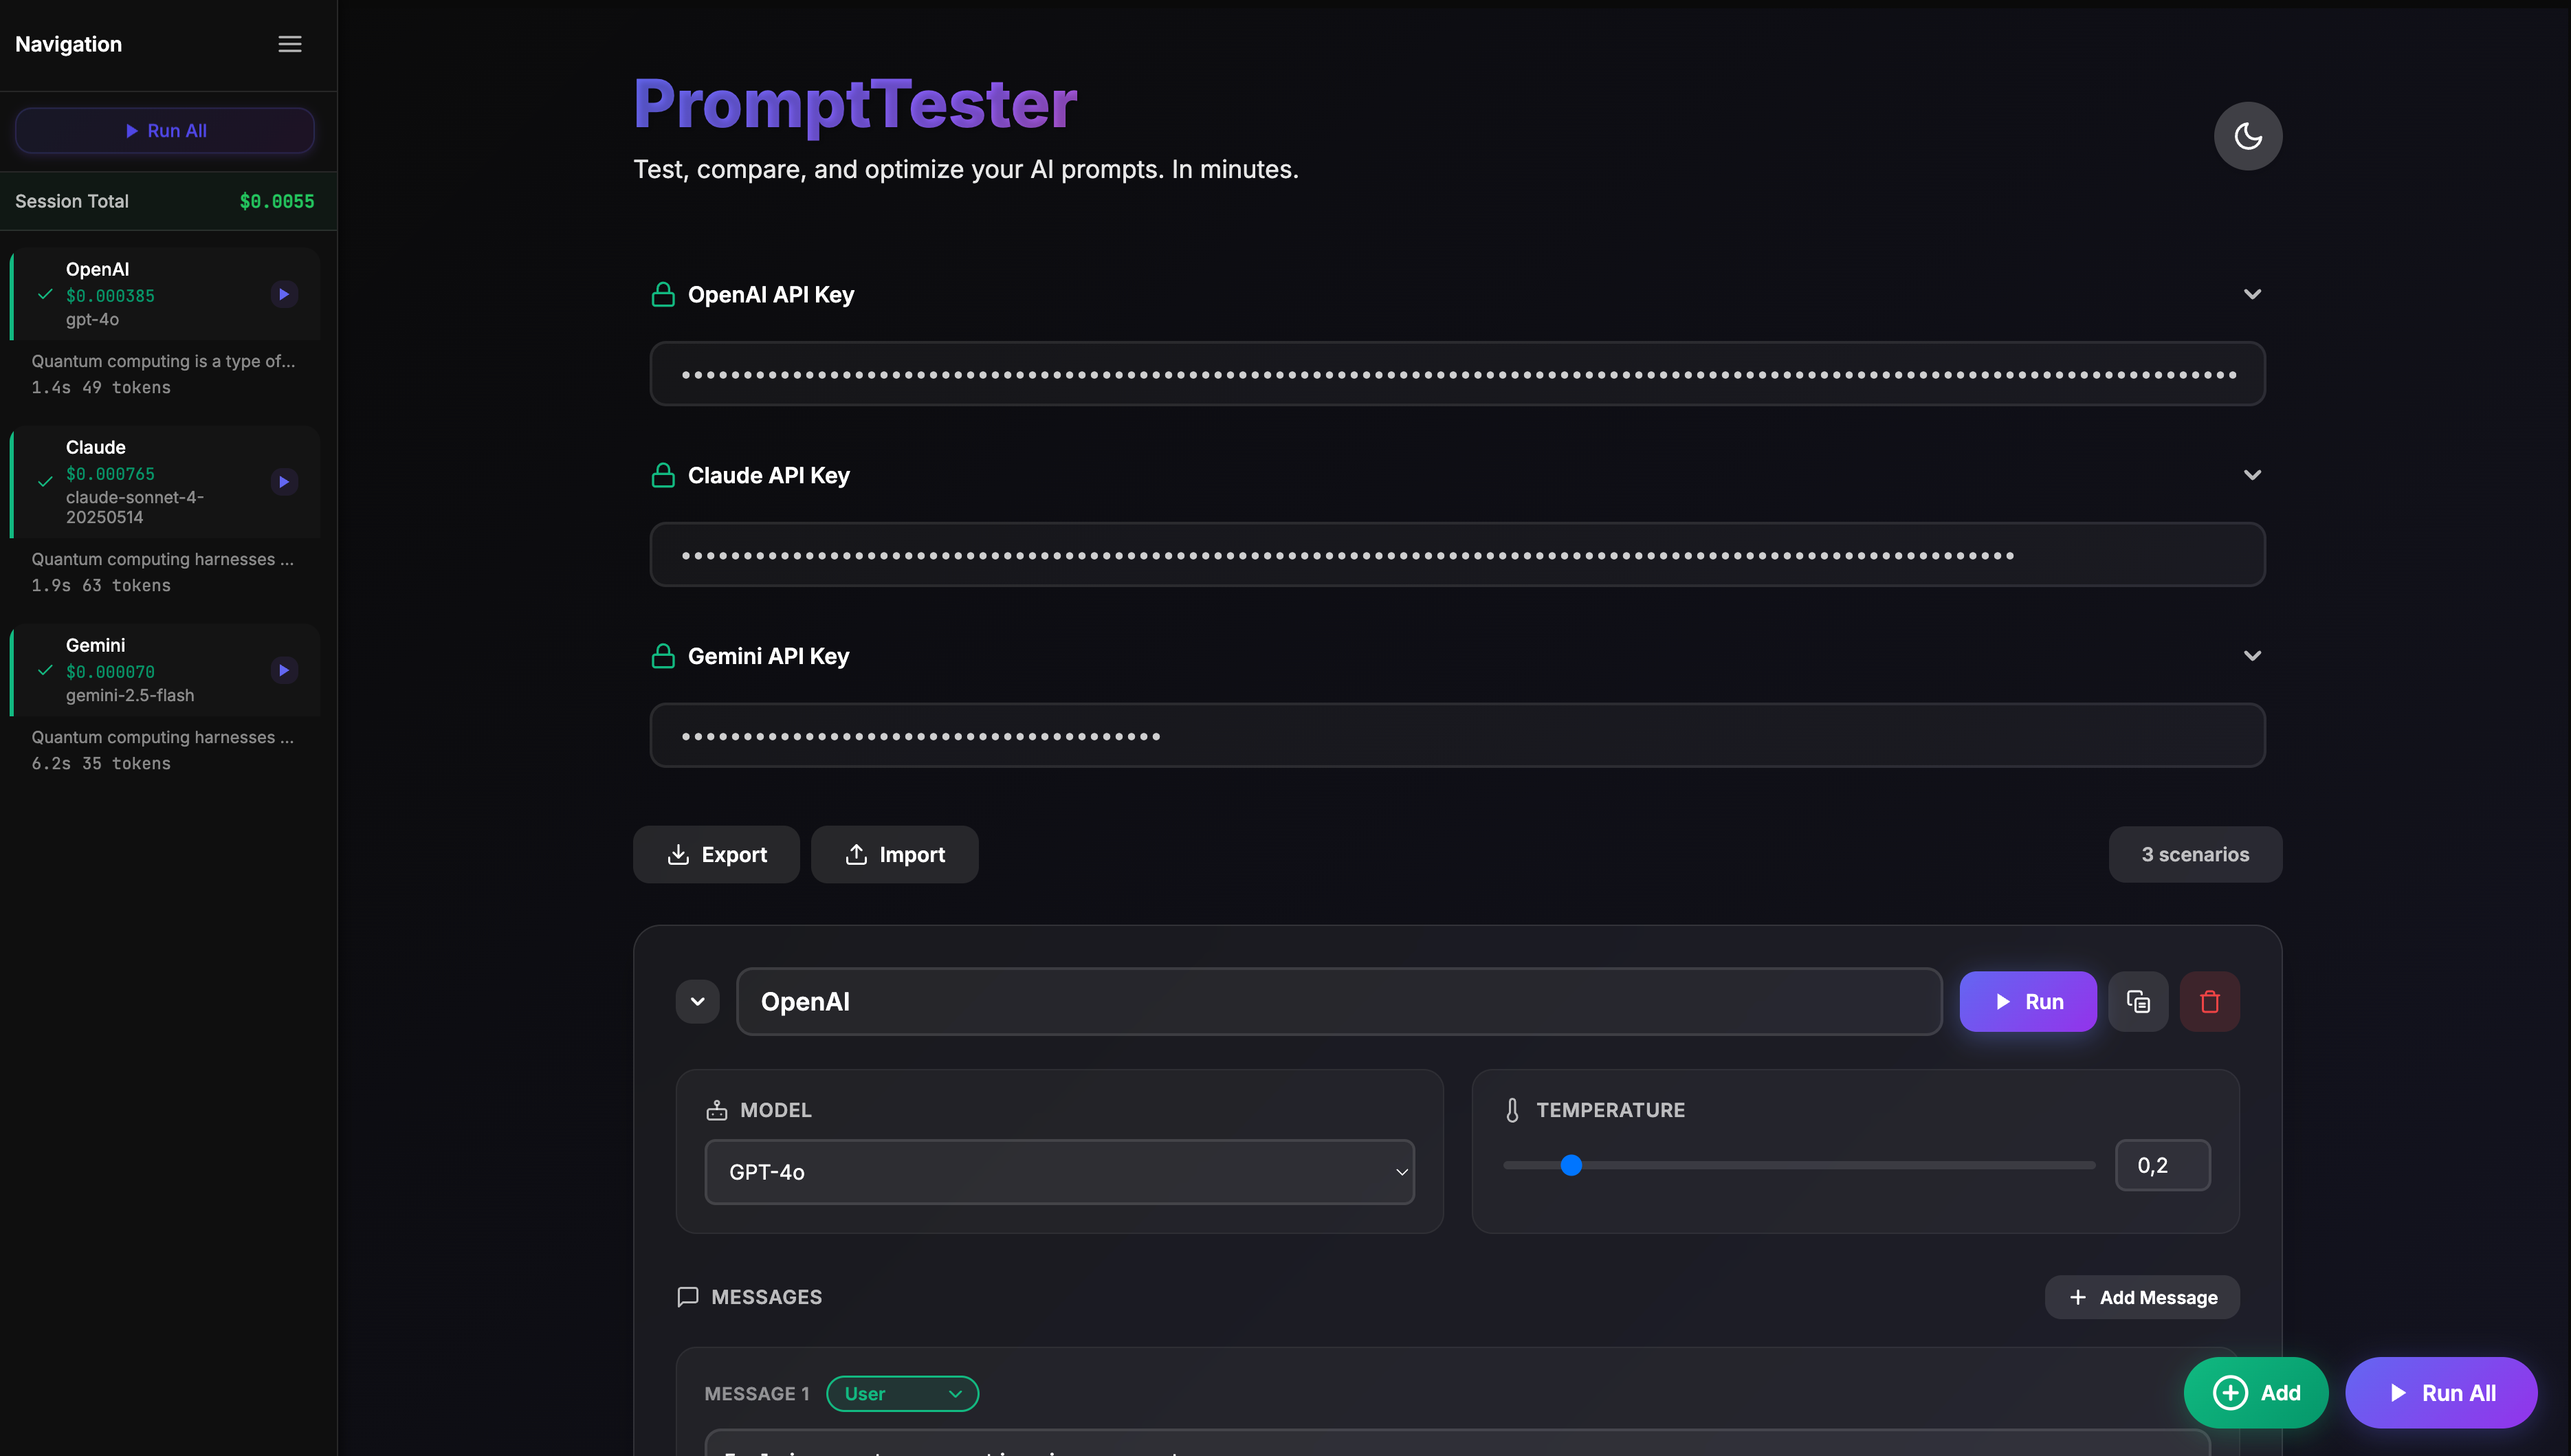 Navigation
Run All
Session Total $0.0055
OpenAI
$0.000385
gpt-4o
Quantum computing is a type of...
1.4s 49 tokens
Claude
$0.000765
claude-sonnet-4-
20250514
Quantum computing harnesses ...
1.9s 63 tokens
Gemini
$0.000070
gemini-2.5-flash
Quantum computing harnesses ...
6.2s 35 tokens
PromptTester
Test, compare, and optimize your AI prompts. In minutes.
OpenAI API Key
Claude API Key
Gemini API Key
Export Import 3 scenarios
OpenAI Run
MODEL
GPT-4o
TEMPERATURE
0,2
MESSAGES Add Message
MESSAGE 1 User
Add Run All